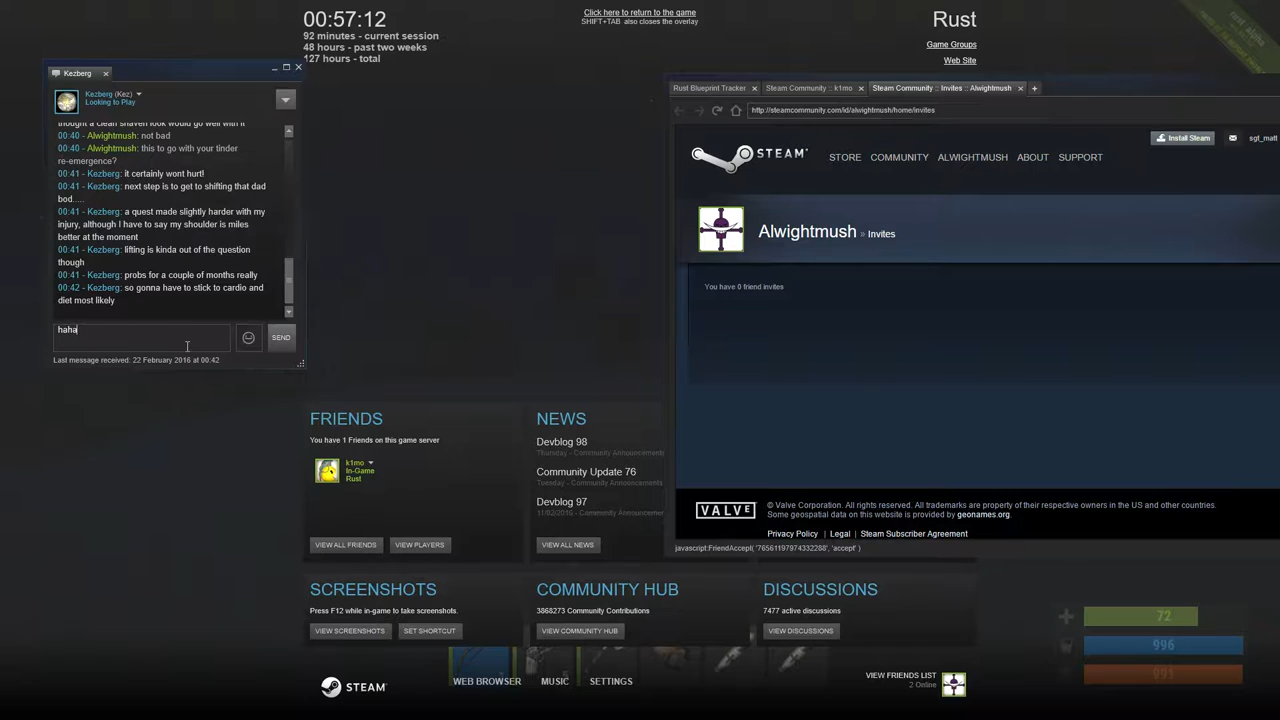 00:57:12
92 minutes - current session
48 hours - past two weeks
127 hours - total
Click here to return to the game
SHIFT+TAB also closes the overlay
Rust
Game Groups
Web Site
Kezberg
Kezberg (Kez)
Looking to Play
thought a clean shaven look would go well with it
00:40 - Alwightmush: not bad
00:40 - Alwightmush: this to go with your tinder
re-emergence?
00:41 - Kezberg: it certainly wont hurt!
00:41 - Kezberg: next step is to get to shifting that dad
bod.....
00:41 - Kezberg: a quest made slightly harder with my
injury, although I have to say my shoulder is miles
better at the moment
00:41 - Kezberg: lifting is kinda out of the question
though
00:41 - Kezberg: probs for a couple of months really
00:42 - Kezberg: so gonna have to stick to cardio and
diet most likely
haha
SEND
Last message received: 22 February 2016 at 00:42
Rust Blueprint Tracker
Steam Community :: k1mo
Steam Community :: Invites :: Alwightmush
http://steamcommunity.com/id/alwightmush/home/invites
Install Steam
sgt_matt
STEAM
STORE COMMUNITY ALWIGHTMUSH ABOUT SUPPORT
Alwightmush » Invites
You have 0 friend invites
VALVE
© Valve Corporation. All rights reserved. All trademarks are property of their respective owners in the US and other countries.
Some geospatial data on this website is provided by geonames.org.
Privacy Policy | Legal | Steam Subscriber Agreement
javascript:FriendAccept( '76561197974332288', 'accept' )
FRIENDS
You have 1 Friends on this game server
k1mo
In-Game
Rust
VIEW ALL FRIENDS
VIEW PLAYERS
NEWS
Devblog 98
Thursday - Community Announcements
Community Update 76
Tuesday - Community Announcements
Devblog 97
11/02/2016 - Community Announcemen
VIEW ALL NEWS
SCREENSHOTS
Press F12 while in-game to take screenshots.
VIEW SCREENSHOTS
SET SHORTCUT
COMMUNITY HUB
3868273 Community Contributions
VIEW COMMUNITY HUB
DISCUSSIONS
7477 active discussions
VIEW DISCUSSIONS
72
996
STEAM
WEB BROWSER
MUSIC
SETTINGS
VIEW FRIENDS LIST
2 Online